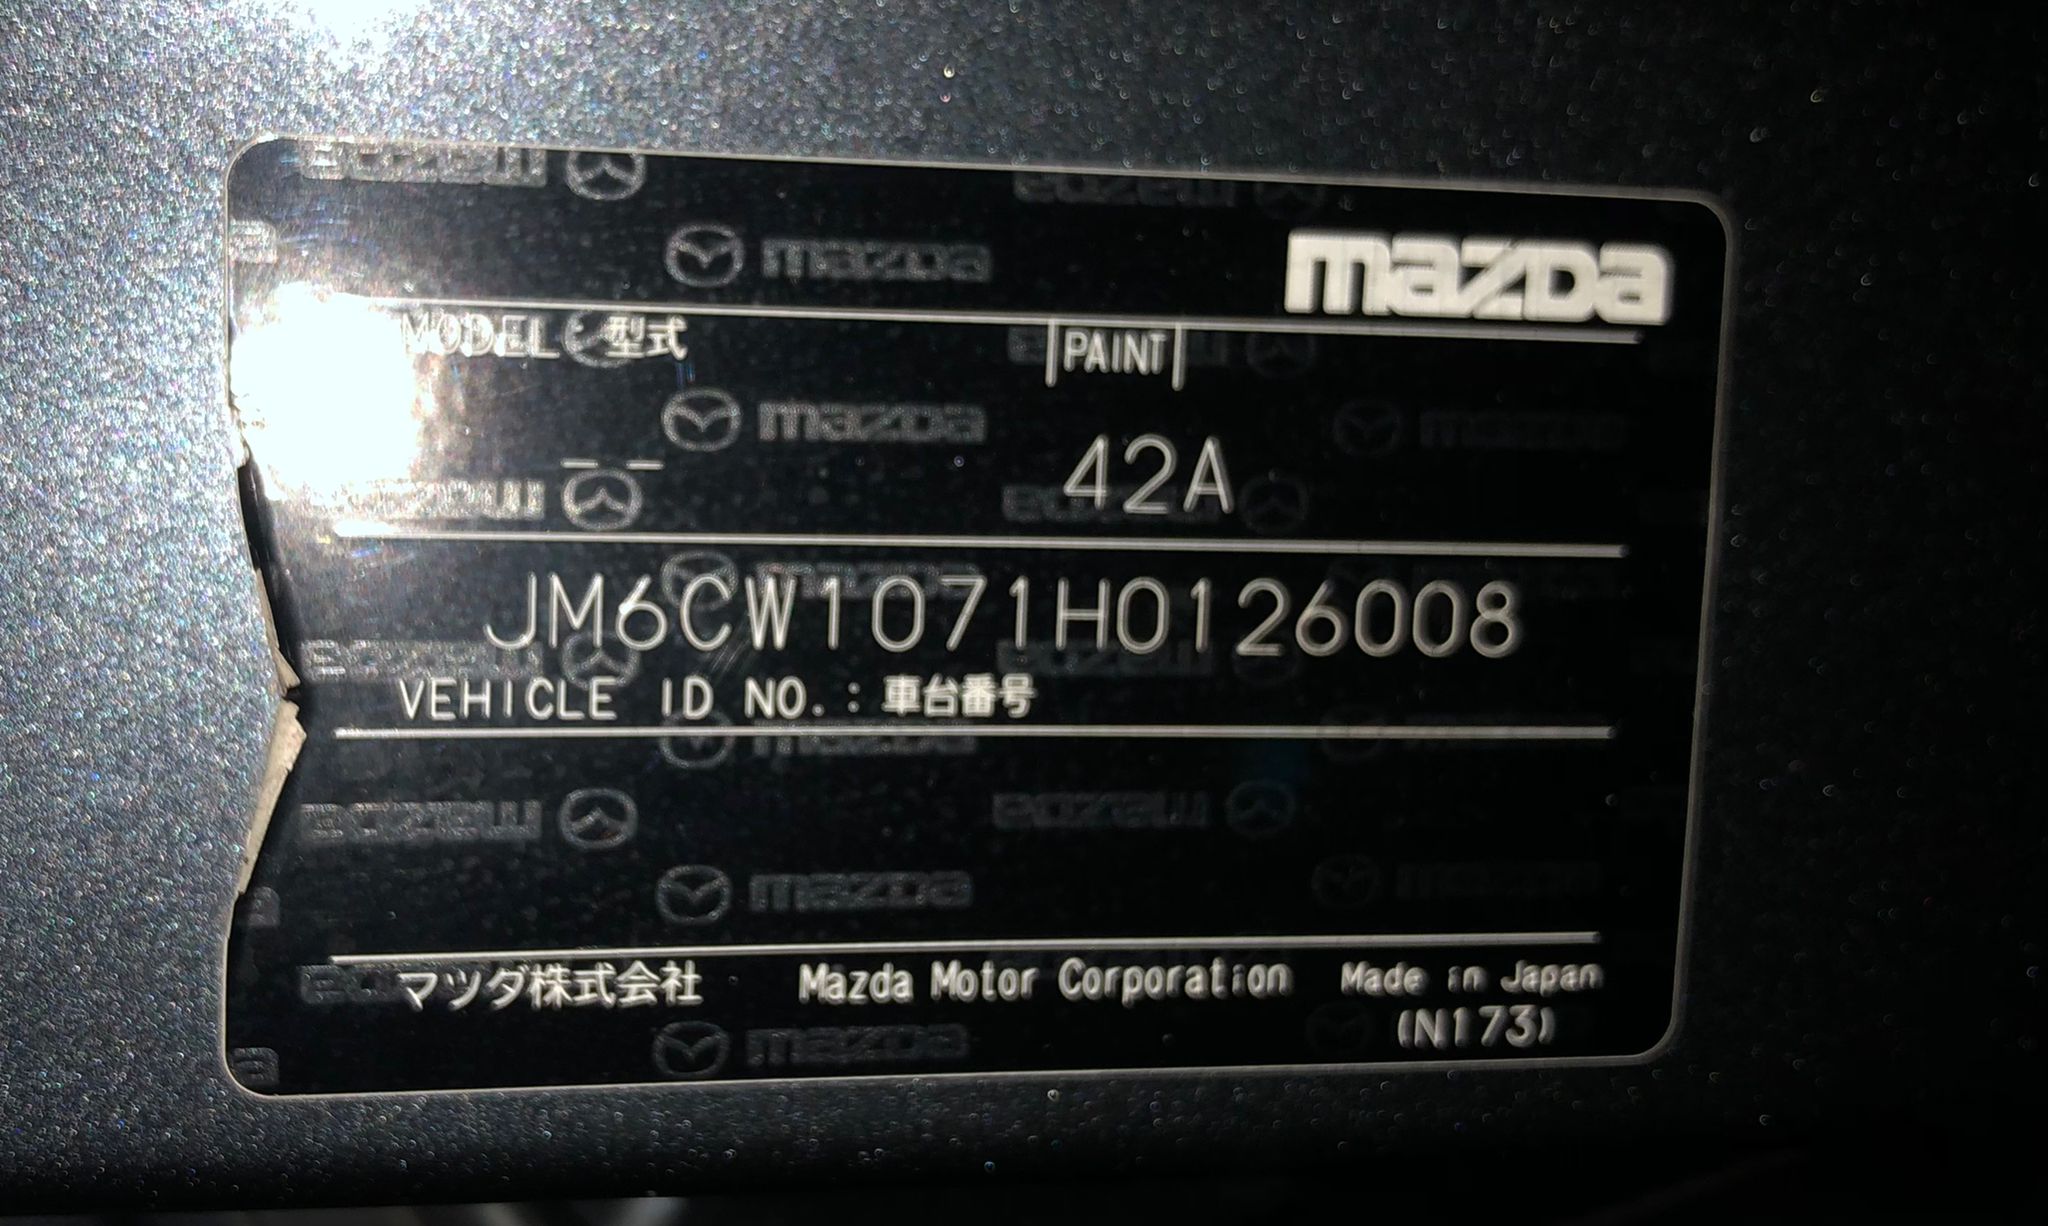 mazda
MODEL : 型式
PAINT
— —
42A
JM6CW1071H0126008
VEHICLE ID NO. : 車台番号
マツダ株式会社 Mazda Motor Corporation Made in Japan
(N173)